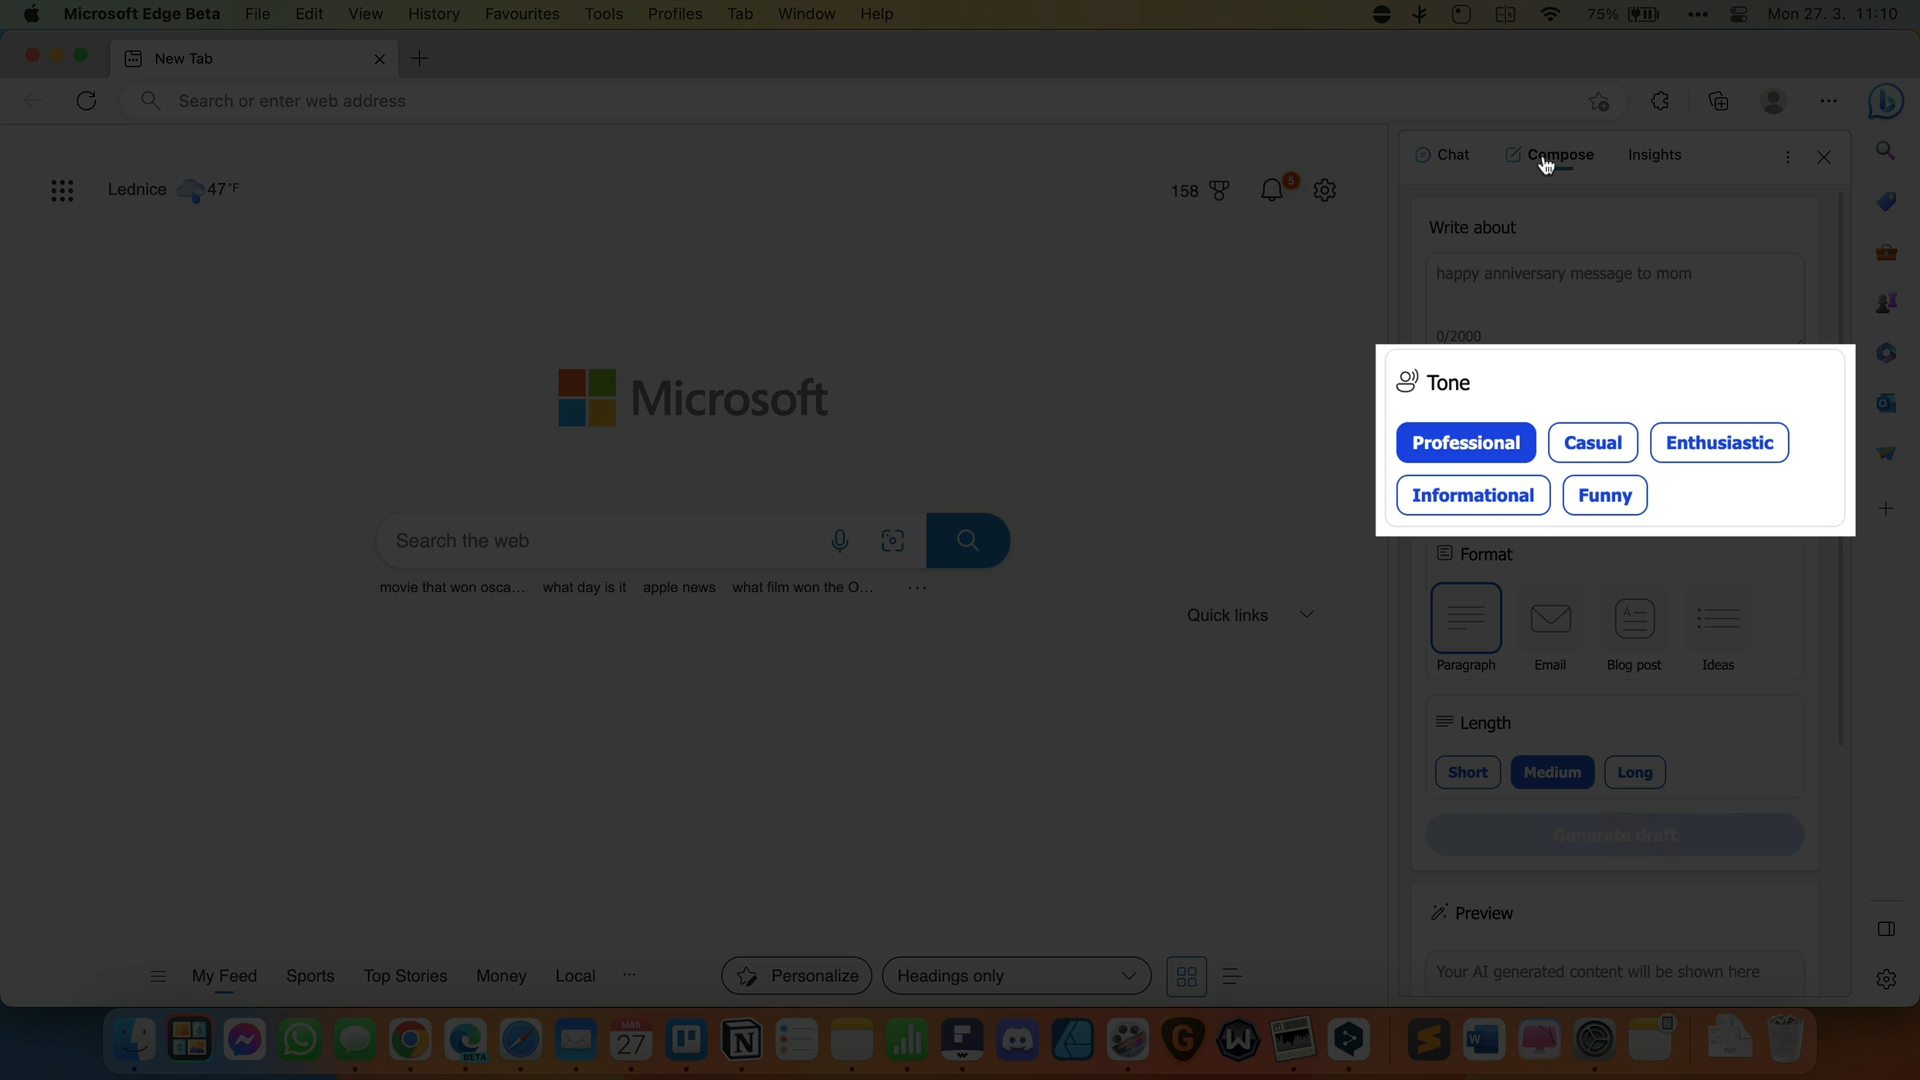 Microsoft Edge Beta File Edit View History Favourites Tools Profiles Tab Window Help 75% Mon 27. 3. 11:10
New Tab
Search or enter web address
Chat Compose Insights
Lednice 47°F
158 5
Write about
happy anniversary message to mom
0/2000
Tone
Professional Casual Enthusiastic
Informational Funny
Microsoft
Search the web
movie that won osca... what day is it apple news what film won the O... ...
Quick links
Format
Paragraph Email Blog post Ideas
Length
Short Medium Long
Generate draft
Preview
Your AI generated content will be shown here
My Feed Sports Top Stories Money Local ... Personalize Headings only
BETA
MAR
27
PDF